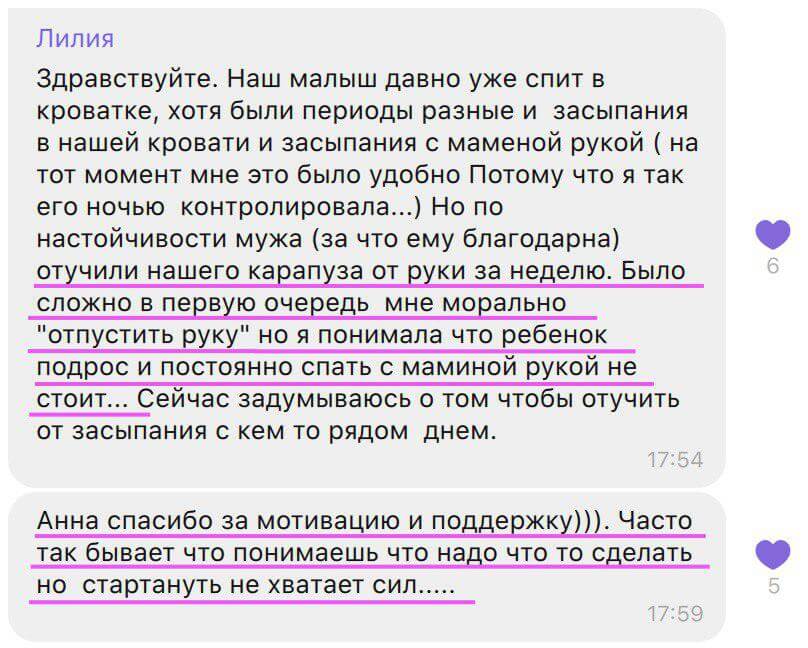 Лилия
Здравствуйте. Наш малыш давно уже спит в
кроватке, хотя были периоды разные и  засыпания
в нашей кровати и засыпания с маменой рукой ( на
тот момент мне это было удобно Потому что я так
его ночью  контролировала...) Но по
настойчивости мужа (за что ему благодарна)
отучили нашего карапуза от руки за неделю. Было
сложно в первую очередь  мне морально
"отпустить руку" но я понимала что ребенок
подрос и постоянно спать с маминой рукой не
стоит... Сейчас задумываюсь о том чтобы отучить
от засыпания с кем то рядом  днем.
17:54
6
Анна спасибо за мотивацию и поддержку))). Часто
так бывает что понимаешь что надо что то сделать
но  стартануть не хватает сил.....
17:59
5